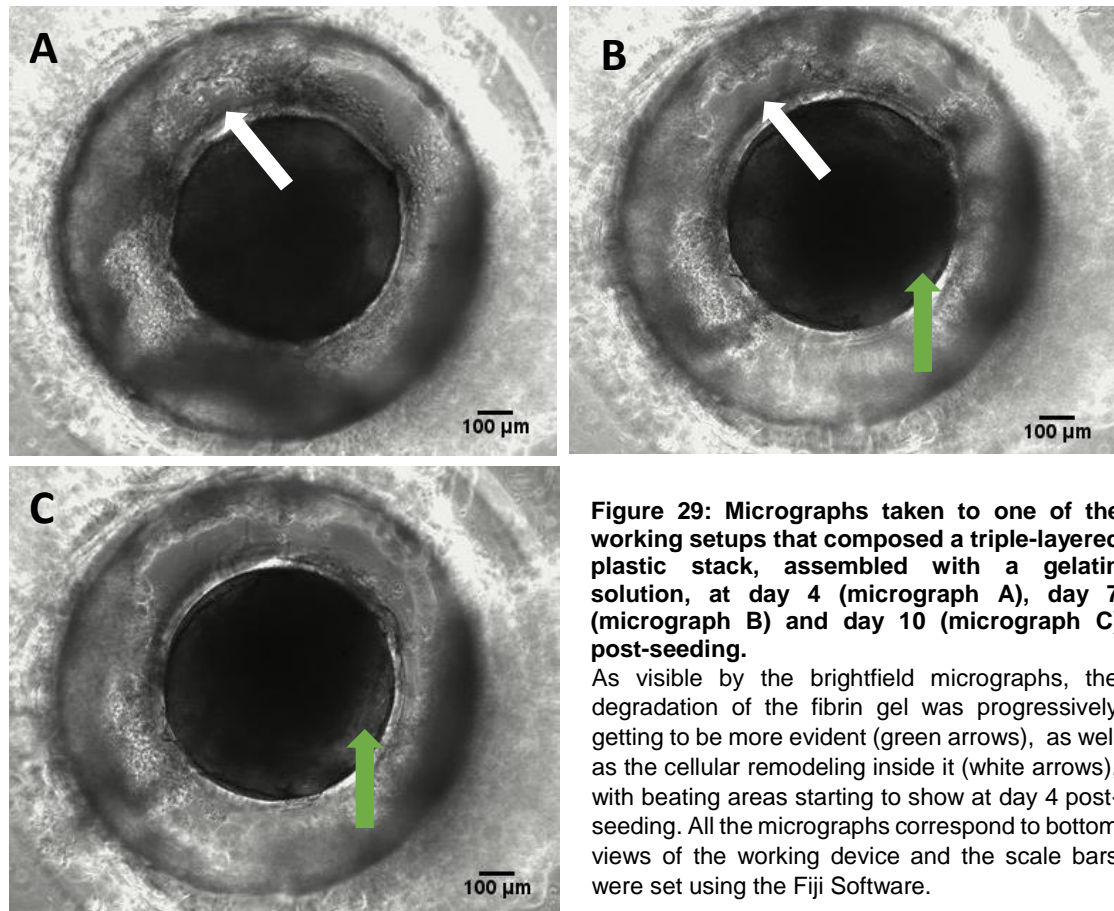 A
B
100 µm
100 µm
C
100 µm
Figure 29: Micrographs taken to one of the
working setups that composed a triple-layered
plastic stack, assembled with a gelatin
solution, at day 4 (micrograph A), day 7
(micrograph B) and day 10 (micrograph C)
post-seeding.
As visible by the brightfield micrographs, the
degradation of the fibrin gel was progressively
getting to be more evident (green arrows), as well
as the cellular remodeling inside it (white arrows),
with beating areas starting to show at day 4 post-
seeding. All the micrographs correspond to bottom
views of the working device and the scale bars
were set using the Fiji Software.